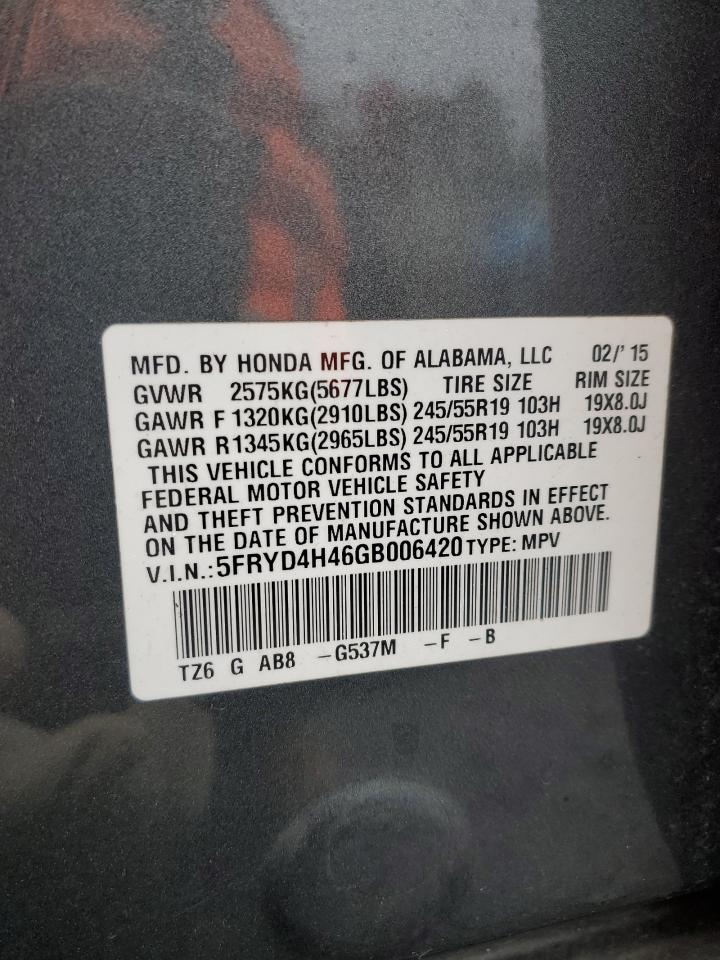 MFD. BY HONDA MFG. OF ALABAMA, LLC 02/' 15
GVWR 2575KG(5677LBS) TIRE SIZE RIM SIZE
GAWR F 1320KG(2910LBS) 245/55R19 103H 19X8.0J
GAWR R1345KG(2965LBS) 245/55R19 103H 19X8.0J
THIS VEHICLE CONFORMS TO ALL APPLICABLE
FEDERAL MOTOR VEHICLE SAFETY
AND THEFT PREVENTION STANDARDS IN EFFECT
ON THE DATE OF MANUFACTURE SHOWN ABOVE.
V.I.N.: 5FRYD4H46GB006420 TYPE: MPV
TZ6 G AB8 -G537M -F -B